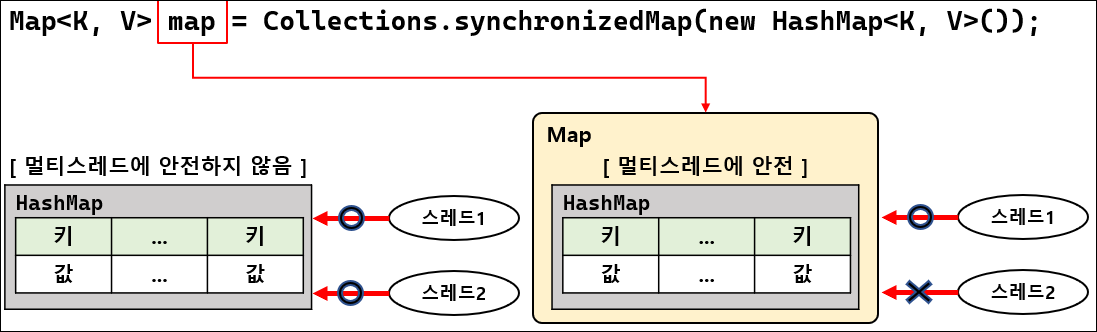 Map<K, V> map = Collections.synchronizedMap(new HashMap<K, V>());
[ 멀티스레드에 안전하지 않음 ]
HashMap
키 ... 키
값 ... 값
스레드1
스레드2
Map
[ 멀티스레드에 안전 ]
HashMap
키 ... 키
값 ... 값
스레드1
스레드2